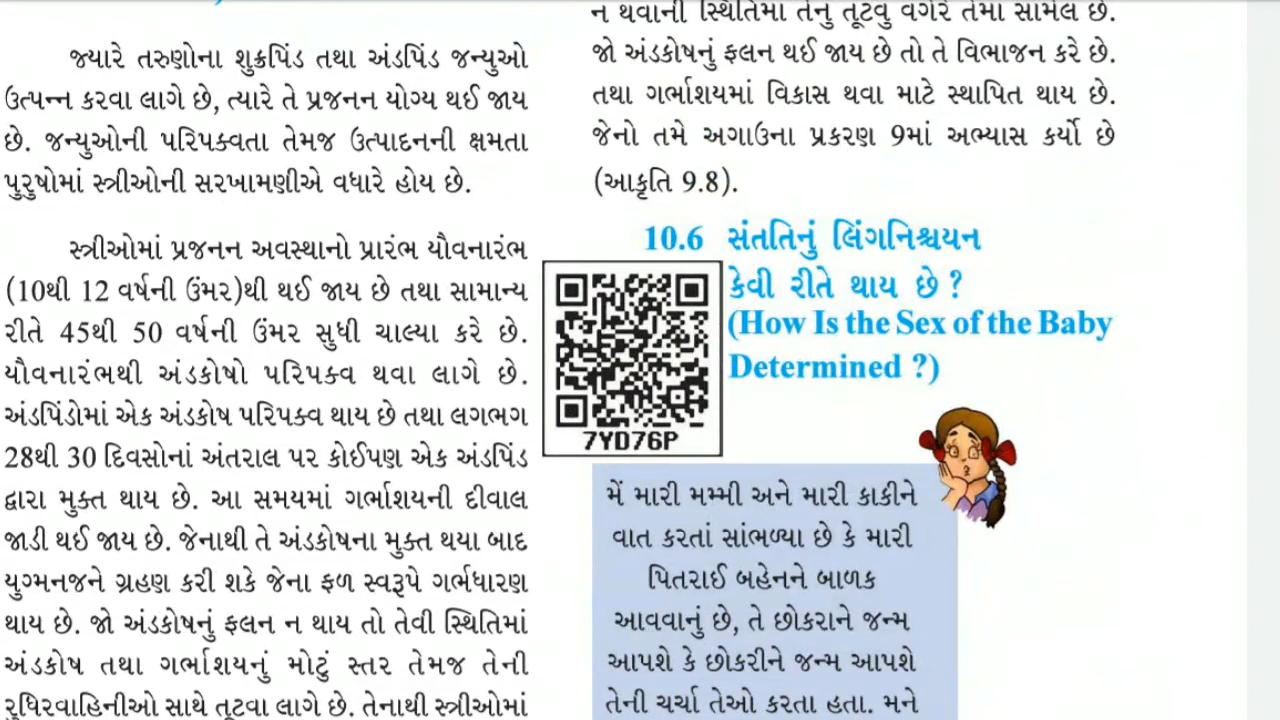 જ્યારે તરુણોના શુક્રપિંડ તથા અંડપિંડ જન્યુઓ
ઉત્પન્ન કરવા લાગે છે, ત્યારે તે પ્રજનન યોગ્ય થઈ જાય
છે. જન્યુઓની પરિપક્વતા તેમજ ઉત્પાદનની ક્ષમતા
પુરુષોમાં સ્ત્રીઓની સરખામણીએ વધારે હોય છે.
સ્ત્રીઓમાં પ્રજનન અવસ્થાનો પ્રારંભ યૌવનારંભ
(10થી 12 વર્ષની ઉંમર)થી થઈ જાય છે તથા સામાન્ય
રીતે 45થી 50 વર્ષની ઉંમર સુધી ચાલ્યા કરે છે.
યૌવનારંભથી અંડકોષો પરિપક્વ થવા લાગે છે.
અંડપિંડોમાં એક અંડકોષ પરિપક્વ થાય છે તથા લગભગ
28થી 30 દિવસોનાં અંતરાલ પર કોઈપણ એક અંડપિંડ
દ્વારા મુક્ત થાય છે. આ સમયમાં ગર્ભાશયની દીવાલ
જાડી થઈ જાય છે. જેનાથી તે અંડકોષના મુક્ત થયા બાદ
યુગ્મનજને ગ્રહણ કરી શકે જેના ફળ સ્વરૂપે ગર્ભધારણ
થાય છે. જો અંડકોષનું ફલન ન થાય તો તેવી સ્થિતિમાં
અંડકોષ તથા ગર્ભાશયનું મોટું સ્તર તેમજ તેની
રુધિરવાહિનીઓ સાથે તૂટવા લાગે છે. તેનાથી સ્ત્રીઓમાં
ન થવાની સ્થિતિમાં તેનું તૂટવું વગેરે તેમાં સામેલ છે.
જો અંડકોષનું ફલન થઈ જાય છે તો તે વિભાજન કરે છે.
તથા ગર્ભાશયમાં વિકાસ થવા માટે સ્થાપિત થાય છે.
જેનો તમે અગાઉના પ્રકરણ 9માં અભ્યાસ કર્યો છે
(આકૃતિ 9.8).
10.6 સંતતિનું લિંગનિશ્ચયન
કેવી રીતે થાય છે ?
(How Is the Sex of the Baby
Determined ?)
7YD76P
મેં મારી મમ્મી અને મારી કાકીને
વાત કરતાં સાંભળ્યા છે કે મારી
પિતરાઈ બહેનને બાળક
આવવાનું છે, તે છોકરાને જન્મ
આપશે કે છોકરીને જન્મ આપશે
તેની ચર્ચા તેઓ કરતા હતા. મને